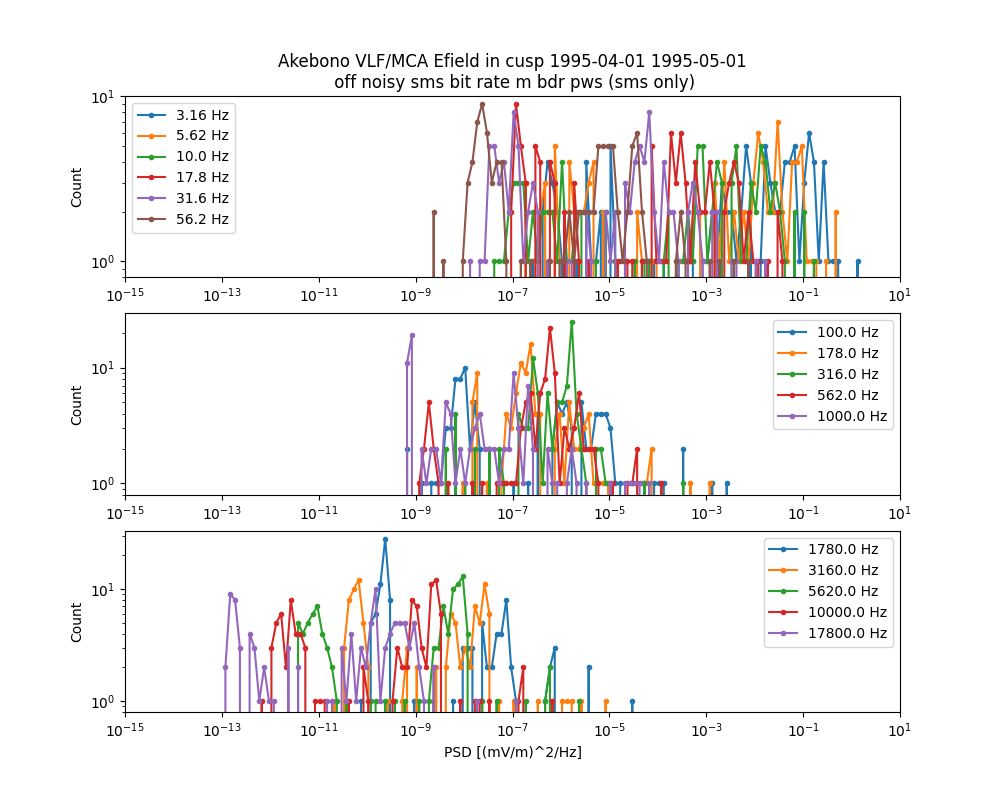 Akebono VLF/MCA Efield in cusp 1995-04-01 1995-05-01
off noisy sms bit rate m bdr pws (sms only)
10^1
10^0
Count
3.16 Hz
5.62 Hz
10.0 Hz
17.8 Hz
31.6 Hz
56.2 Hz
10^-15 10^-13 10^-11 10^-9 10^-7 10^-5 10^-3 10^-1 10^1
10^1
10^0
Count
100.0 Hz
178.0 Hz
316.0 Hz
562.0 Hz
1000.0 Hz
10^-15 10^-13 10^-11 10^-9 10^-7 10^-5 10^-3 10^-1 10^1
10^1
10^0
Count
1780.0 Hz
3160.0 Hz
5620.0 Hz
10000.0 Hz
17800.0 Hz
10^-15 10^-13 10^-11 10^-9 10^-7 10^-5 10^-3 10^-1 10^1
PSD [(mV/m)^2/Hz]